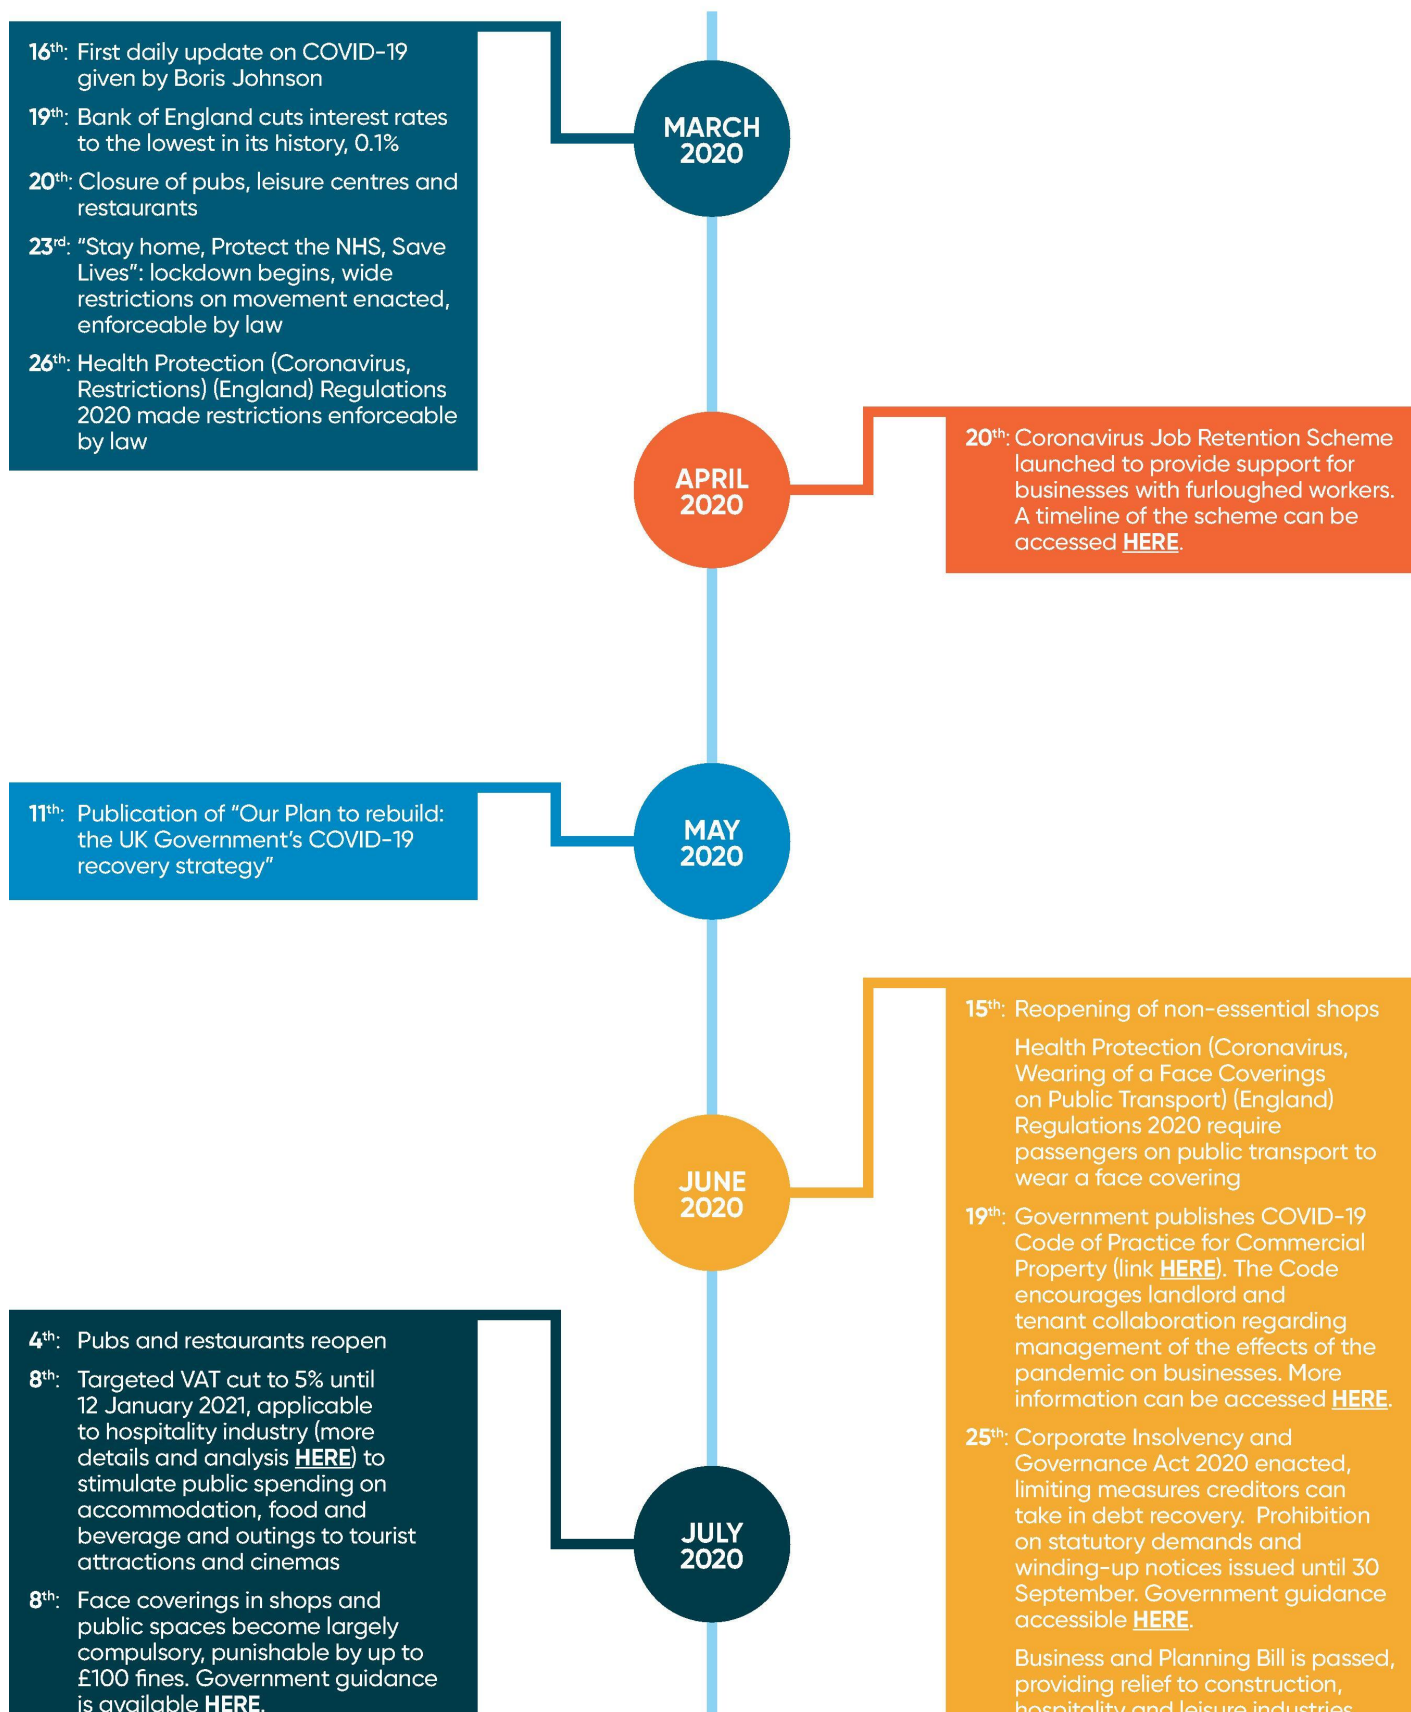 16th: First daily update on COVID-19
given by Boris Johnson
19th: Bank of England cuts interest rates
to the lowest in its history, 0.1%
20th: Closure of pubs, leisure centres and
restaurants
23rd: “Stay home, Protect the NHS, Save
Lives”: lockdown begins, wide
restrictions on movement enacted,
enforceable by law
26th: Health Protection (Coronavirus,
Restrictions) (England) Regulations
2020 made restrictions enforceable
by law
MARCH
2020
APRIL
2020
20th: Coronavirus Job Retention Scheme
launched to provide support for
businesses with furloughed workers.
A timeline of the scheme can be
accessed HERE.
11th: Publication of “Our Plan to rebuild:
the UK Government’s COVID-19
recovery strategy”
MAY
2020
JUNE
2020
15th: Reopening of non-essential shops
Health Protection (Coronavirus,
Wearing of a Face Coverings
on Public Transport) (England)
Regulations 2020 require
passengers on public transport to
wear a face covering
19th: Government publishes COVID-19
Code of Practice for Commercial
Property (link HERE). The Code
encourages landlord and
tenant collaboration regarding
management of the effects of the
pandemic on businesses. More
information can be accessed HERE.
25th: Corporate Insolvency and
Governance Act 2020 enacted,
limiting measures creditors can
take in debt recovery. Prohibition
on statutory demands and
winding-up notices issued until 30
September. Government guidance
accessible HERE.
Business and Planning Bill is passed,
providing relief to construction,
hospitality and leisure industries
4th: Pubs and restaurants reopen
8th: Targeted VAT cut to 5% until
12 January 2021, applicable
to hospitality industry (more
details and analysis HERE) to
stimulate public spending on
accommodation, food and
beverage and outings to tourist
attractions and cinemas
8th: Face coverings in shops and
public spaces become largely
compulsory, punishable by up to
£100 fines. Government guidance
is available HERE.
JULY
2020